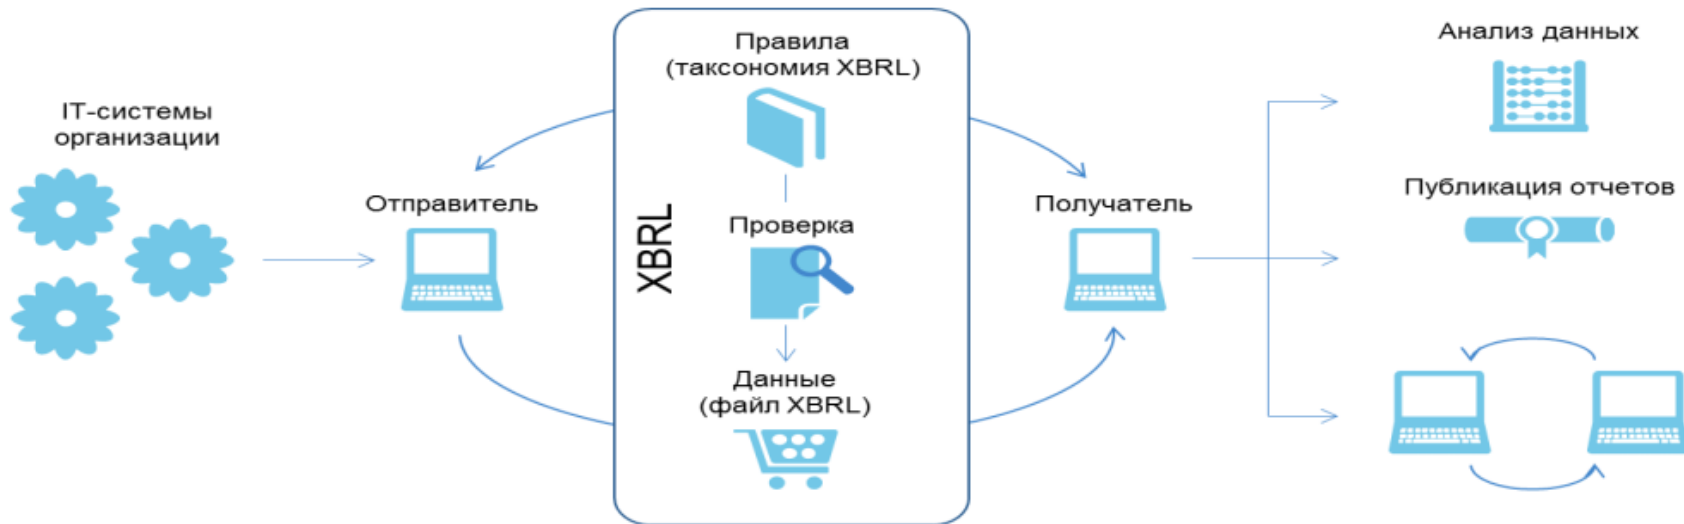 IT-системы
организации
Отправитель
XBRL
Правила
(таксономия XBRL)
Проверка
Данные
(файл XBRL)
Получатель
Анализ данных
Публикация отчетов